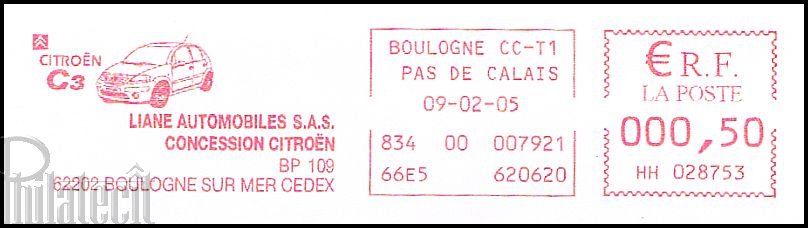 CITROËN
C3
LIANE AUTOMOBILES S.A.S.
CONCESSION CITROËN
BP 109
62202 BOULOGNE SUR MER CEDEX
BOULOGNE CC-T1
PAS DE CALAIS
09-02-05
834 00 007921
66E5 620620
€ R.F.
LA POSTE
000,50
HH 028753
Philatecît